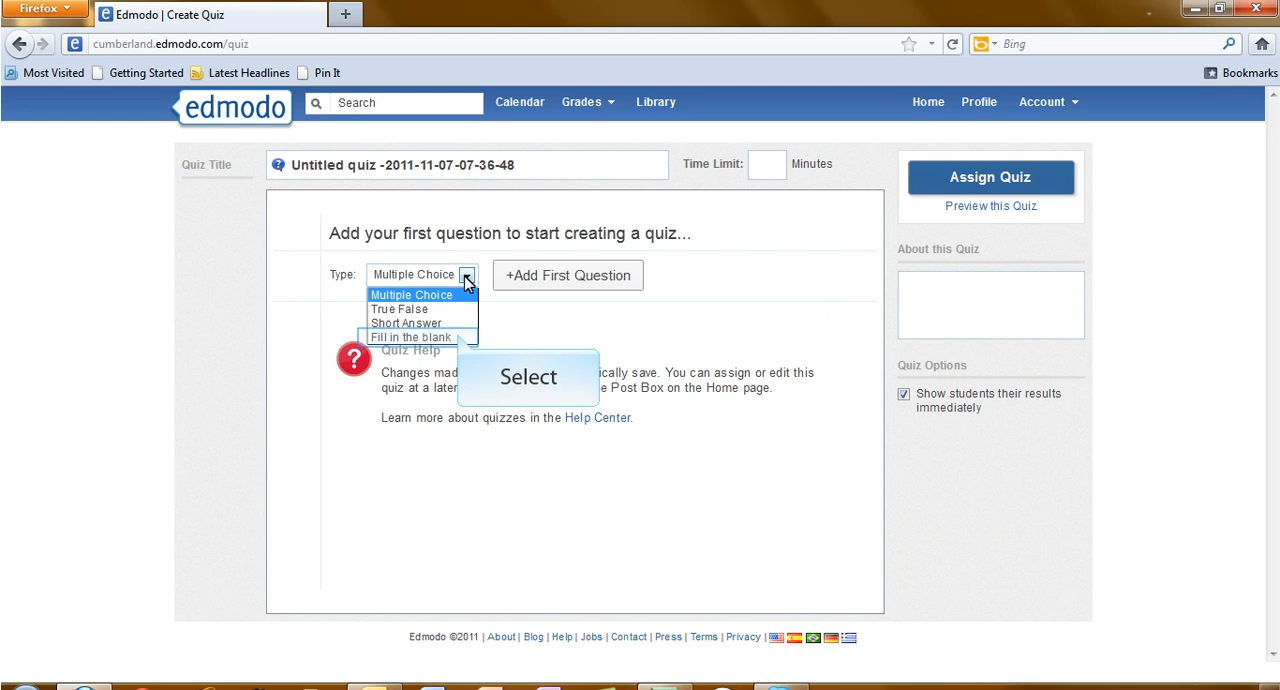 Firefox
Edmodo | Create Quiz
cumberland.edmodo.com/quiz
Bing
Most Visited
Getting Started
Latest Headlines
Pin It
Bookmarks
edmodo
Search
Calendar
Grades
Library
Home
Profile
Account
Quiz Title
Untitled quiz -2011-11-07-07-36-48
Time Limit:
Minutes
Assign Quiz
Preview this Quiz
Add your first question to start creating a quiz...
Type:
Multiple Choice
+Add First Question
Multiple Choice
True False
Short Answer
Fill in the blank
Select
Quiz Help
Changes mad ically save. You can assign or edit this
quiz at a later e Post Box on the Home page.
Learn more about quizzes in the Help Center.
About this Quiz
Quiz Options
Show students their results
immediately
Edmodo ©2011 | About | Blog | Help | Jobs | Contact | Press | Terms | Privacy |